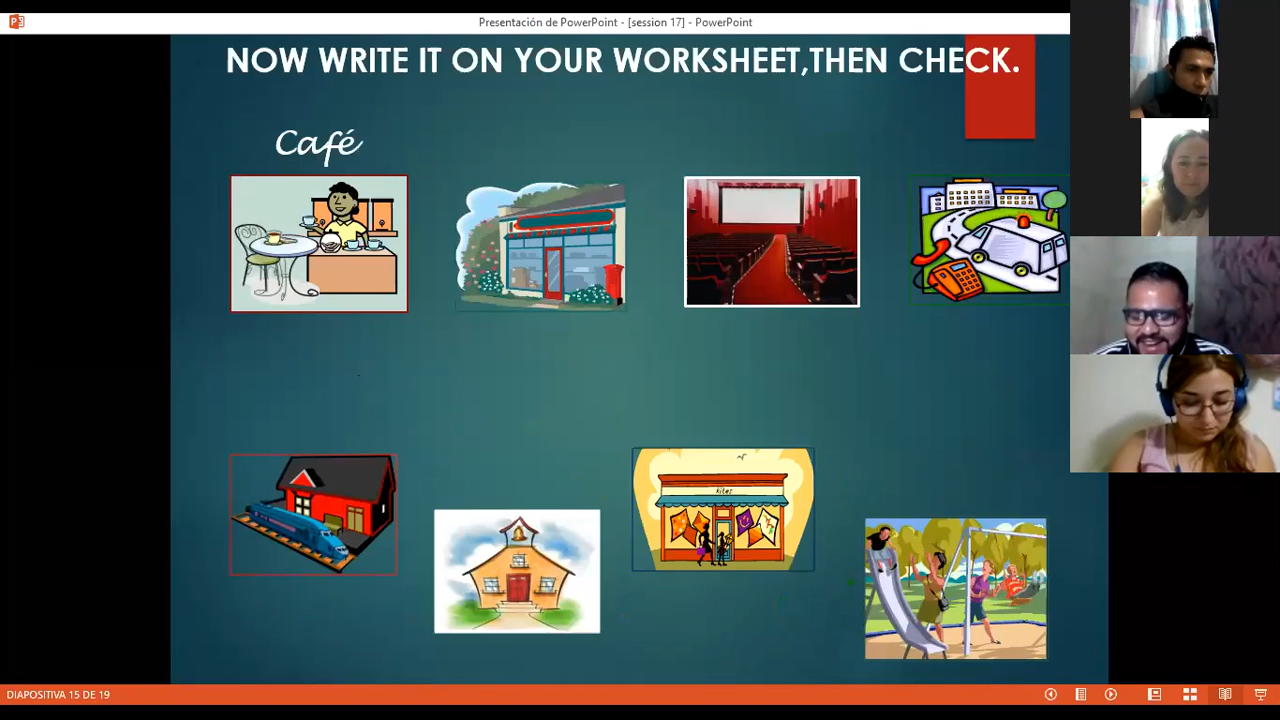 Presentación de PowerPoint - [session 17] - PowerPoint
NOW WRITE IT ON YOUR WORKSHEET,THEN CHECK.
Café
kites
DIAPOSITIVA 15 DE 19